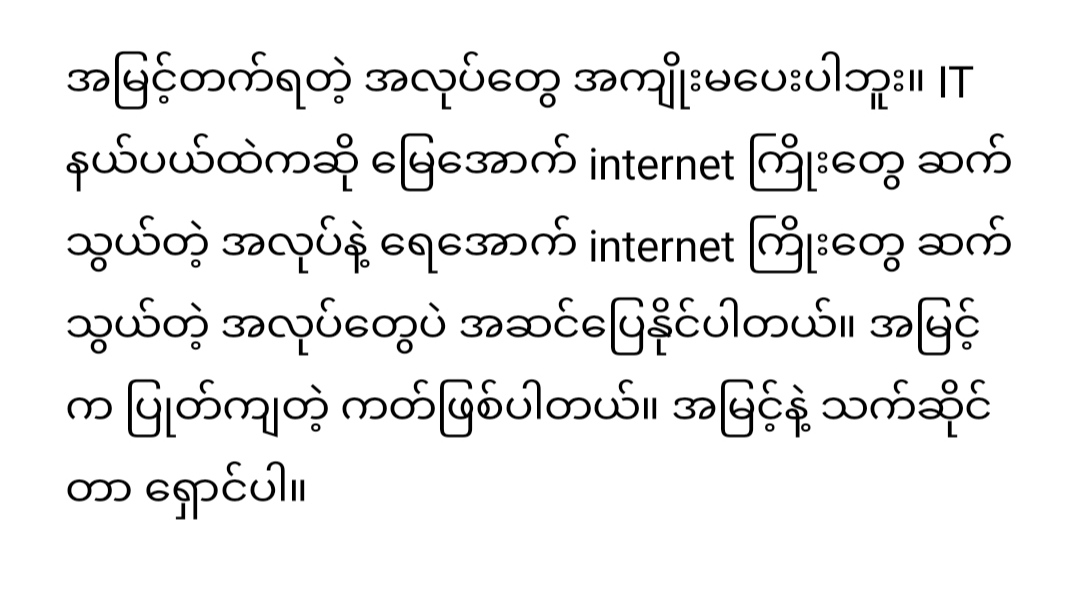 အမြင့်တက်ရတဲ့ အလုပ်တွေ အကျိုးမပေးပါဘူး။ IT
နယ်ပယ်ထဲကဆို မြေအောက် internet ကြိုးတွေ ဆက်
သွယ်တဲ့ အလုပ်နဲ့ ရေအောက် internet ကြိုးတွေ ဆက်
သွယ်တဲ့ အလုပ်တွေပဲ အဆင်ပြေနိုင်ပါတယ်။ အမြင့်
က ပြုတ်ကျတဲ့ ကတ်ဖြစ်ပါတယ်။ အမြင့်နဲ့ သက်ဆိုင်
တာ ရှောင်ပါ။